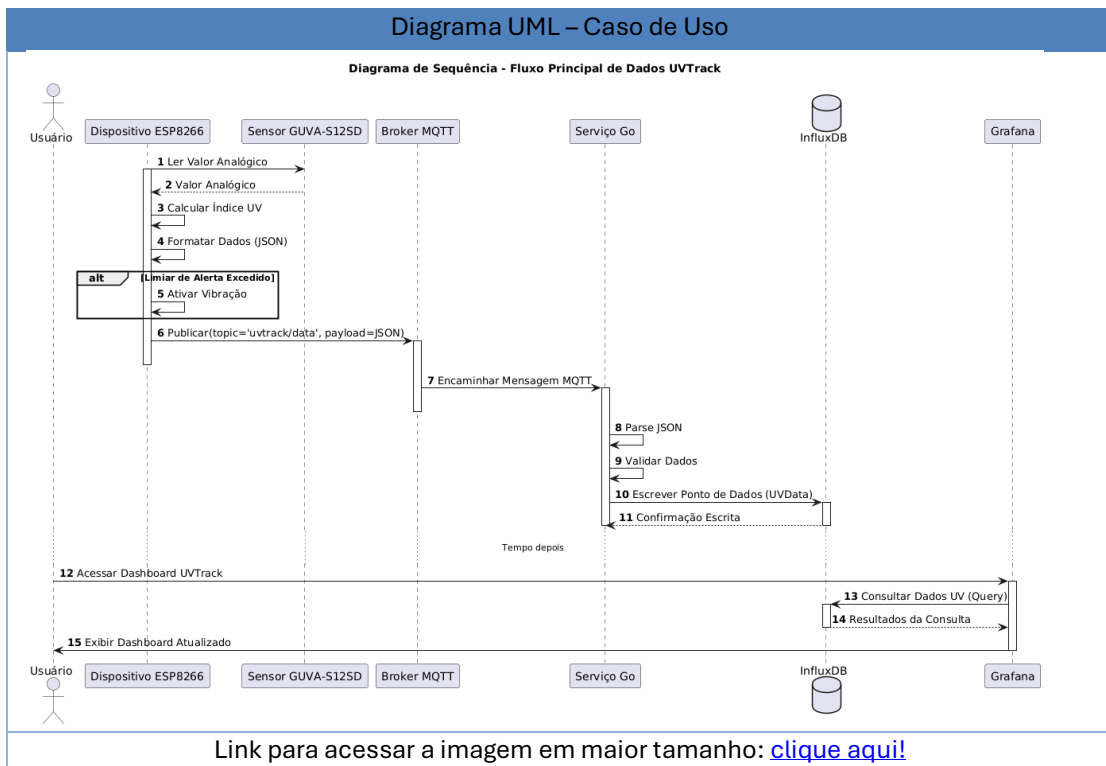 Diagrama UML – Caso de Uso
Diagrama de Sequência - Fluxo Principal de Dados UVTrack
Usuário
Dispositivo ESP8266
Sensor GUVA-S12SD
Broker MQTT
Serviço Go
InfluxDB
Grafana
1 Ler Valor Analógico
2 Valor Analógico
3 Calcular Índice UV
4 Formatar Dados (JSON)
alt [Limiar de Alerta Excedido]
5 Ativar Vibração
6 Publicar(topic='uvtrack/data', payload=JSON)
7 Encaminhar Mensagem MQTT
8 Parse JSON
9 Validar Dados
10 Escrever Ponto de Dados (UVData)
11 Confirmação Escrita
Tempo depois
12 Acessar Dashboard UVTrack
13 Consultar Dados UV (Query)
14 Resultados da Consulta
15 Exibir Dashboard Atualizado
Usuário
Dispositivo ESP8266
Sensor GUVA-S12SD
Broker MQTT
Serviço Go
InfluxDB
Grafana
Link para acessar a imagem em maior tamanho: clique aqui!